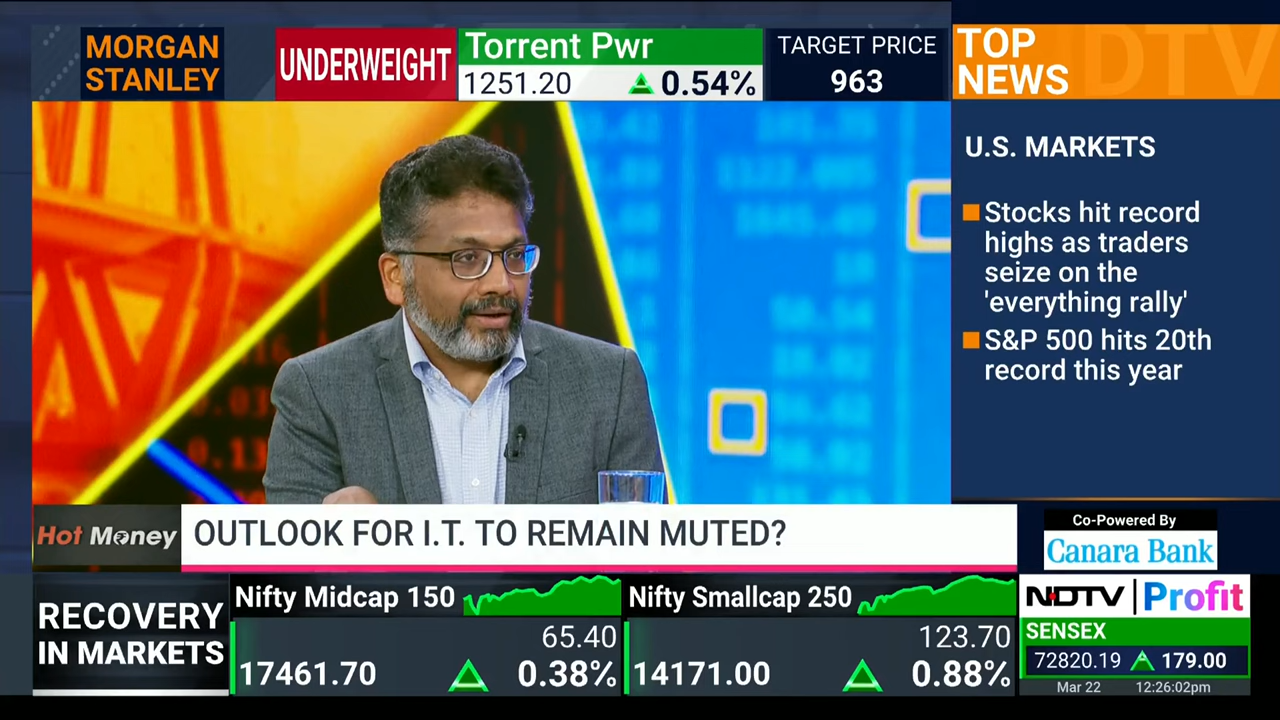 MORGAN
STANLEY
UNDERWEIGHT
Torrent Pwr
1251.20 0.54%
TARGET PRICE
963
TOP
NEWS
NDTV
U.S. MARKETS
Stocks hit record
highs as traders
seize on the
'everything rally'
S&P 500 hits 20th
record this year
Hot Money
OUTLOOK FOR I.T. TO REMAIN MUTED?
Co-Powered By
Canara Bank
RECOVERY
IN MARKETS
Nifty Midcap 150
65.40
17461.70 0.38%
Nifty Smallcap 250
123.70
14171.00 0.88%
NDTV Profit
SENSEX
72820.19 179.00
Mar 22 12:26:02pm